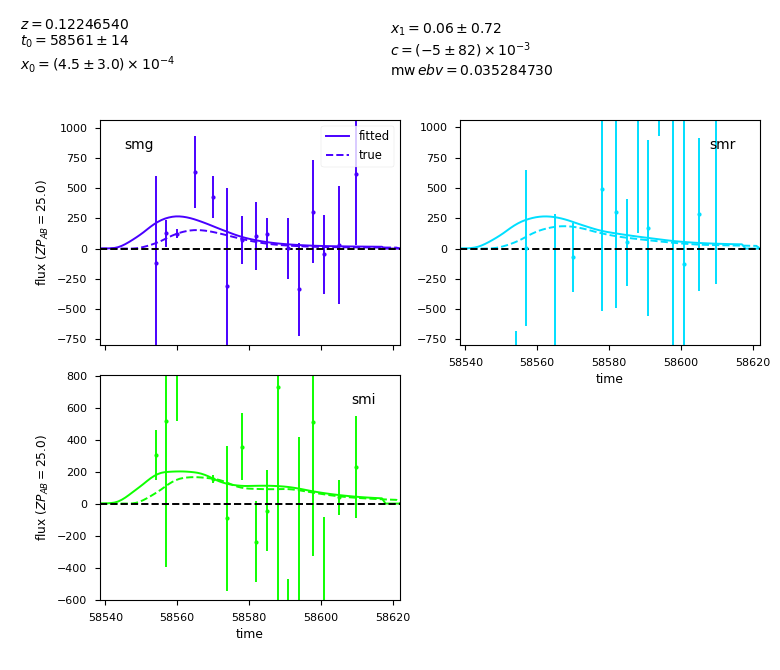 z = 0.12246540
t₀ = 58561 ± 14
x₀ = (4.5 ± 3.0) × 10⁻⁴
x₁ = 0.06 ± 0.72
c = (−5 ± 82) × 10⁻³
mw ebv = 0.035284730
smg
fitted
true
1000
750
500
250
0
−250
−500
−750
flux (ZP_AB = 25.0)
smr
1000
750
500
250
0
−250
−500
−750
58540 58560 58580 58600 58620
time
smi
800
600
400
200
0
−200
−400
−600
flux (ZP_AB = 25.0)
58540 58560 58580 58600 58620
time